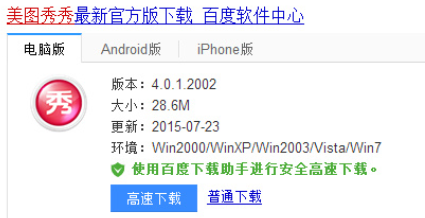 美图秀秀最新官方版下载_百度软件中心
电脑版 Android版 iPhone版
秀
版本：4.0.1.2002
大小：28.6M
更新：2015-07-23
环境：Win2000/WinXP/Win2003/Vista/Win7
使用百度下载助手进行安全高速下载。
高速下载 普通下载